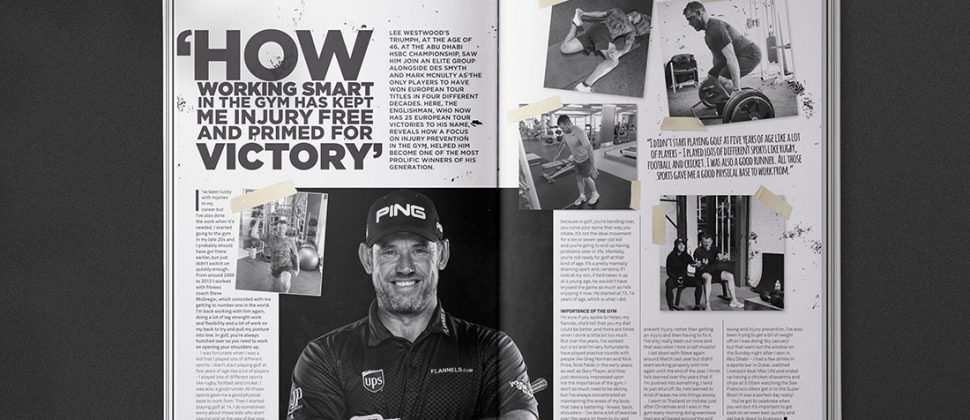 'HOW
WORKING SMART
IN THE GYM HAS KEPT
ME INJURY FREE
AND PRIMED FOR
VICTORY'
LEE WESTWOOD'S
TRIUMPH, AT THE AGE OF
46, AT THE ABU DHABI
HSBC CHAMPIONSHIP, SAW
HIM JOIN AN ELITE GROUP
ALONGSIDE DES SMYTH
AND MARK MCNULTY AS THE
ONLY PLAYERS TO HAVE
WON EUROPEAN TOUR
TITLES IN FOUR DIFFERENT
DECADES. HERE, THE
ENGLISHMAN, WHO NOW
HAS 25 EUROPEAN TOUR
VICTORIES TO HIS NAME,
REVEALS HOW A FOCUS
ON INJURY PREVENTION
IN THE GYM, HELPED HIM
BECOME ONE OF THE MOST
PROLIFIC WINNERS OF HIS
GENERATION.
I've been lucky
with injuries
in my
career but
I've also done
the work when it's
needed. I started
going to the gym
in my late 20s and
I probably should
have got there
earlier, but just
didn't switch on
quickly enough.
From around 2006
to 2012 I worked
with fitness
coach Steve
McGregor, which coincided with me
getting to number one in the world.
I'm back working with him again,
doing a lot of leg strength work
and flexibility and a lot of work on
my back to try and pull my posture
into line. In golf, you're always
hunched over so you need to work
on opening your shoulders up.
I was fortunate when I was a
kid that I played lots of different
sports. I didn't start playing golf at
five years of age like a lot of players
– I played lots of different sports
like rugby, football and cricket. I
was also a good runner. All those
sports gave me a good physical
base to work from. Then I started
playing golf at 14. I do sometimes
worry about these kids who start
PING
ups
FLANNELS.COM
"I DIDN'T START PLAYING GOLF AT FIVE YEARS OF AGE LIKE A LOT
OF PLAYERS – I PLAYED LOTS OF DIFFERENT SPORTS LIKE RUGBY,
FOOTBALL AND CRICKET. I WAS ALSO A GOOD RUNNER. ALL THOSE
SPORTS GAVE ME A GOOD PHYSICAL BASE TO WORK FROM."
because in golf, you're bending over,
you curve your spine that way you
rotate. It's not the ideal movement
for a six or seven-year-old kid
and you're going to end up having
problems later in life. Mentally,
you're not ready for golf at that
kind of age. It's a pretty mentally
draining sport and, certainly if I
look at my son, if he'd taken it up
at a young age, he wouldn't have
enjoyed the game as much as he's
enjoying it now. He started at 13, 14
years of age, which is what I did.
IMPORTANCE OF THE GYM
I'm sure if you spoke to Helen, my
fiancée, she'd tell you that my diet
could be better, and there are times
when I drink a little bit too much.
But over the years, I've worked
out a lot and I'm very fortunate to
have played practice rounds with
people like Greg Norman and Nick
Price, Nick Faldo in the early years,
as well as Gary Player, and they
just obviously impressed upon
me the importance of the gym. I
don't so much need to be skinny,
but I've always concentrated on
maintaining the areas of my body
that take a battering – knees, back,
shoulders – I've done a lot of exercise
prevent injury, rather than getting
an injury and then having to fix it.
I've only really been out once and
that was when I tore a calf muscle!
I sat down with Steve again
around March last year but didn't
start working properly with him
again until the end of the year. I think
he's learned over the years that if
I'm pushed into something, I tend
to just shut off. So, he's learned to
kind of tease me into things slowly.
I went to Thailand on holiday just
after Christmas and I was in the
gym every morning doing exercises
swing and injury prevention, I've also
been trying to get a bit of weight
off as I was doing 'dry January'
but that went out the window on
the Sunday night after I won in
Abu Dhabi – I had a few drinks in
a sports bar in Dubai, watched
Liverpool beat Man Utd and ended
up having a chicken shawarma and
chips at 3.00am watching the San
Francisco 49ers get in to the Super
Bowl! It was a perfect day really!
You've got to celebrate when
you win but it's important to get
back on an even keel quickly and